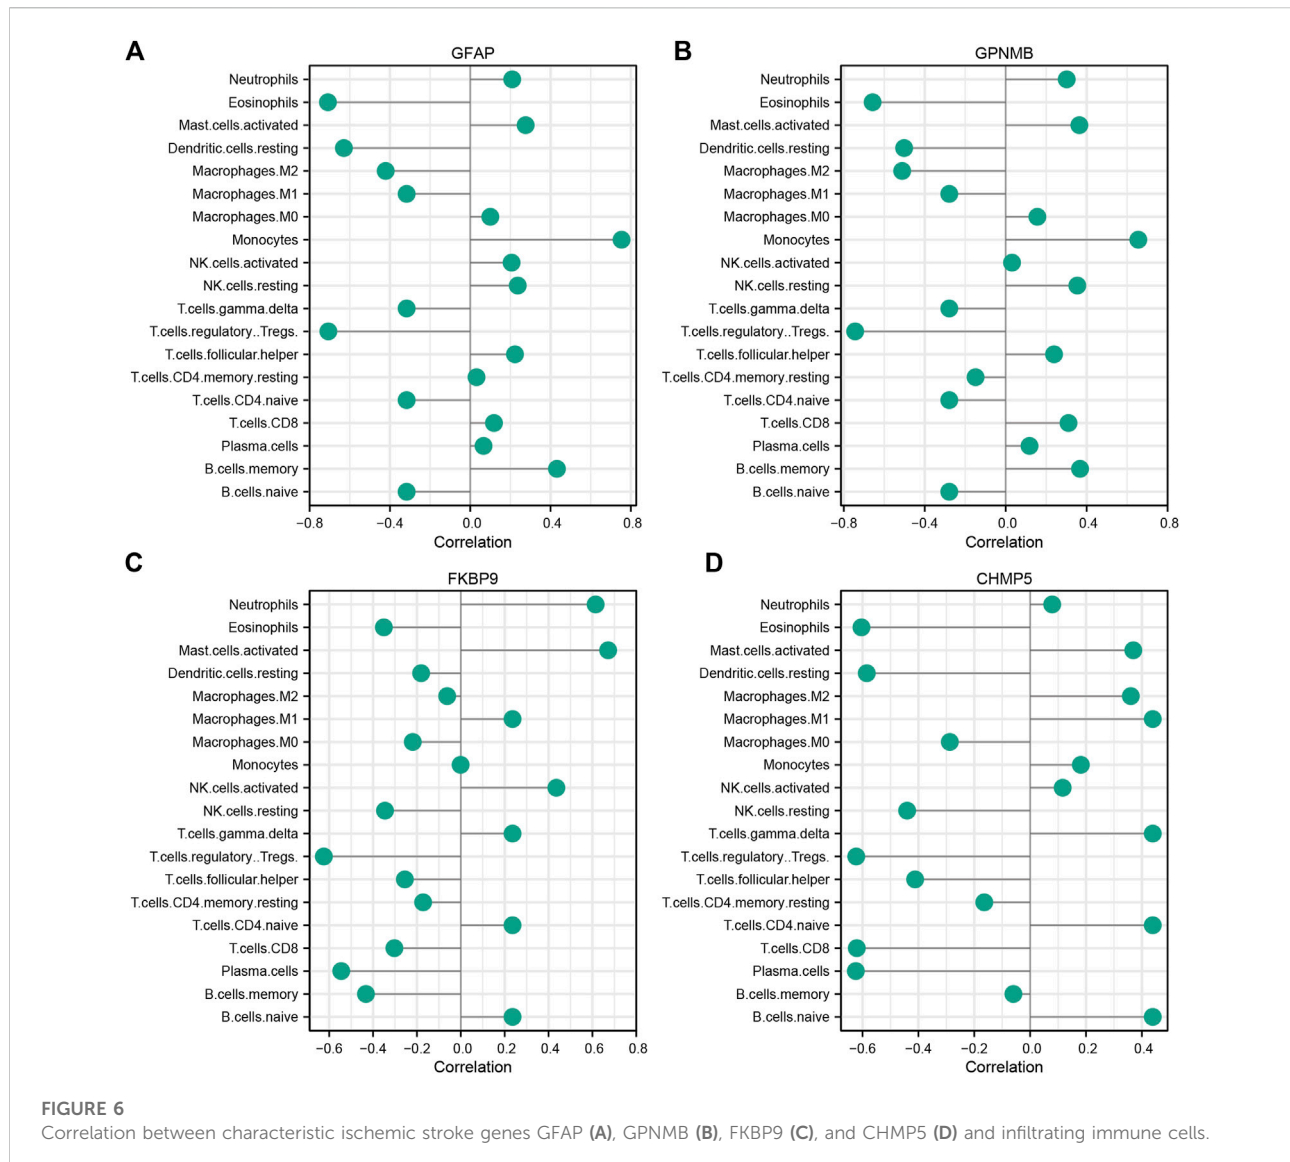 A
GFAP
Neutrophils
Eosinophils
Mast.cells.activated
Dendritic.cells.resting
Macrophages.M2
Macrophages.M1
Macrophages.M0
Monocytes
NK.cells.activated
NK.cells.resting
T.cells.gamma.delta
T.cells.regulatory..Tregs.
T.cells.follicular.helper
T.cells.CD4.memory.resting
T.cells.CD4.naive
T.cells.CD8
Plasma.cells
B.cells.memory
B.cells.naive
−0.8 −0.4 0.0 0.4 0.8
Correlation
B
GPNMB
Neutrophils
Eosinophils
Mast.cells.activated
Dendritic.cells.resting
Macrophages.M2
Macrophages.M1
Macrophages.M0
Monocytes
NK.cells.activated
NK.cells.resting
T.cells.gamma.delta
T.cells.regulatory..Tregs.
T.cells.follicular.helper
T.cells.CD4.memory.resting
T.cells.CD4.naive
T.cells.CD8
Plasma.cells
B.cells.memory
B.cells.naive
−0.8 −0.4 0.0 0.4 0.8
Correlation
C
FKBP9
Neutrophils
Eosinophils
Mast.cells.activated
Dendritic.cells.resting
Macrophages.M2
Macrophages.M1
Macrophages.M0
Monocytes
NK.cells.activated
NK.cells.resting
T.cells.gamma.delta
T.cells.regulatory..Tregs.
T.cells.follicular.helper
T.cells.CD4.memory.resting
T.cells.CD4.naive
T.cells.CD8
Plasma.cells
B.cells.memory
B.cells.naive
−0.6 −0.4 −0.2 0.0 0.2 0.4 0.6 0.8
Correlation
D
CHMP5
Neutrophils
Eosinophils
Mast.cells.activated
Dendritic.cells.resting
Macrophages.M2
Macrophages.M1
Macrophages.M0
Monocytes
NK.cells.activated
NK.cells.resting
T.cells.gamma.delta
T.cells.regulatory..Tregs.
T.cells.follicular.helper
T.cells.CD4.memory.resting
T.cells.CD4.naive
T.cells.CD8
Plasma.cells
B.cells.memory
B.cells.naive
−0.6 −0.4 −0.2 0.0 0.2 0.4
Correlation
FIGURE 6
Correlation between characteristic ischemic stroke genes GFAP (A), GPNMB (B), FKBP9 (C), and CHMP5 (D) and infiltrating immune cells.